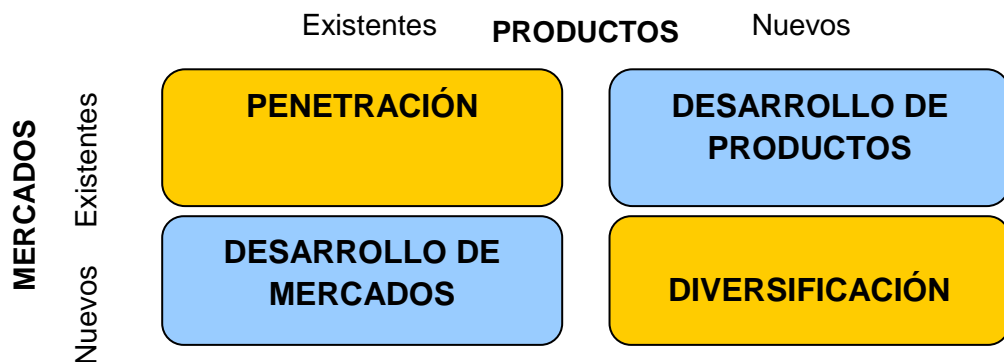 Existentes PRODUCTOS Nuevos
MERCADOS
Existentes
PENETRACIÓN
DESARROLLO DE
PRODUCTOS
Nuevos
DESARROLLO DE
MERCADOS
DIVERSIFICACIÓN